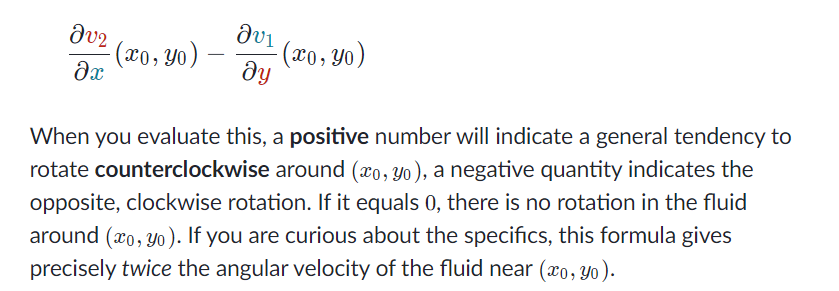 ∂v₂/∂x (x₀, y₀) − ∂v₁/∂y (x₀, y₀)
When you evaluate this, a positive number will indicate a general tendency to
rotate counterclockwise around (x₀, y₀), a negative quantity indicates the
opposite, clockwise rotation. If it equals 0, there is no rotation in the fluid
around (x₀, y₀). If you are curious about the specifics, this formula gives
precisely twice the angular velocity of the fluid near (x₀, y₀).